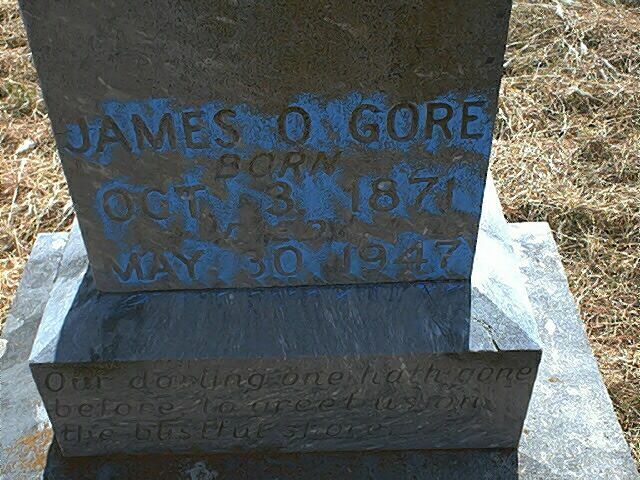 JAMES O. GORE
BORN
OCT. 3. 1871
DIED
MAY. 30. 1947
Our darling one hath gone
before, to greet us on
the blissful shore.